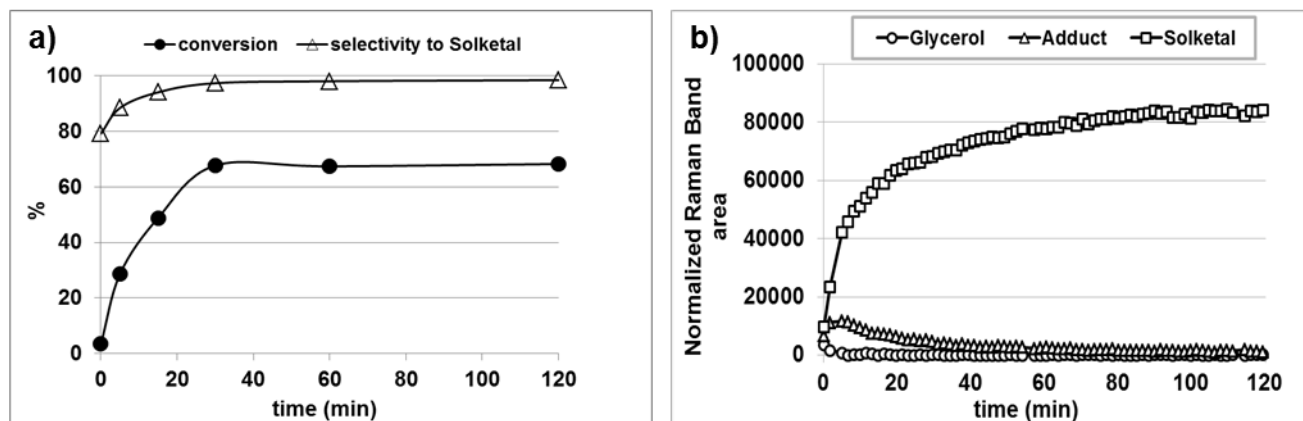 a)
conversion
selectivity to Solketal
100
80
60
40
20
0
%
0 20 40 60 80 100 120
time (min)
b)
Glycerol Adduct Solketal
100000
80000
60000
40000
20000
0
Normalized Raman Band
area
0 20 40 60 80 100 120
time (min)